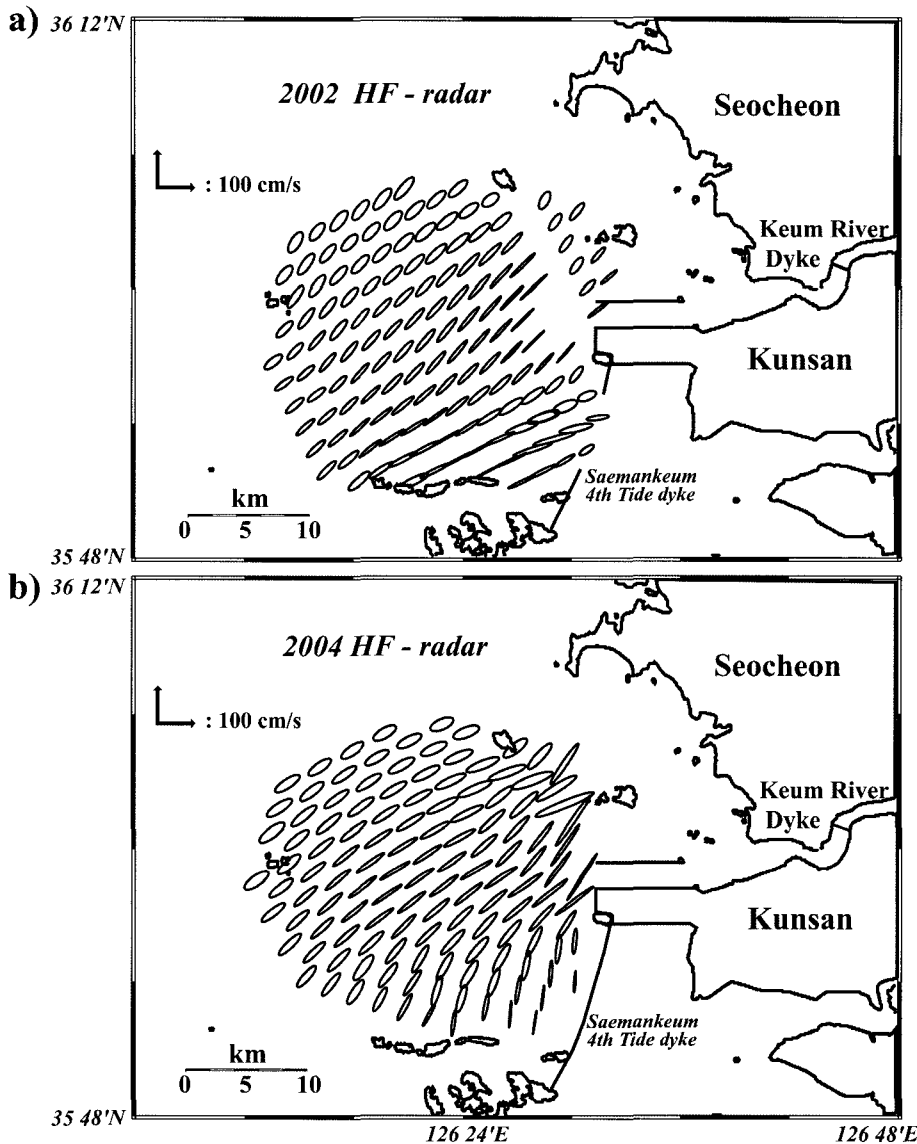 a) 36 12'N
2002 HF - radar
Seocheon
: 100 cm/s
Keum River
Dyke
Kunsan
Saemankeum
4th Tide dyke
km
0 5 10
35 48'N
b) 36 12'N
2004 HF - radar
Seocheon
: 100 cm/s
Keum River
Dyke
Kunsan
Saemankeum
4th Tide dyke
km
0 5 10
35 48'N
126 24'E 126 48'E